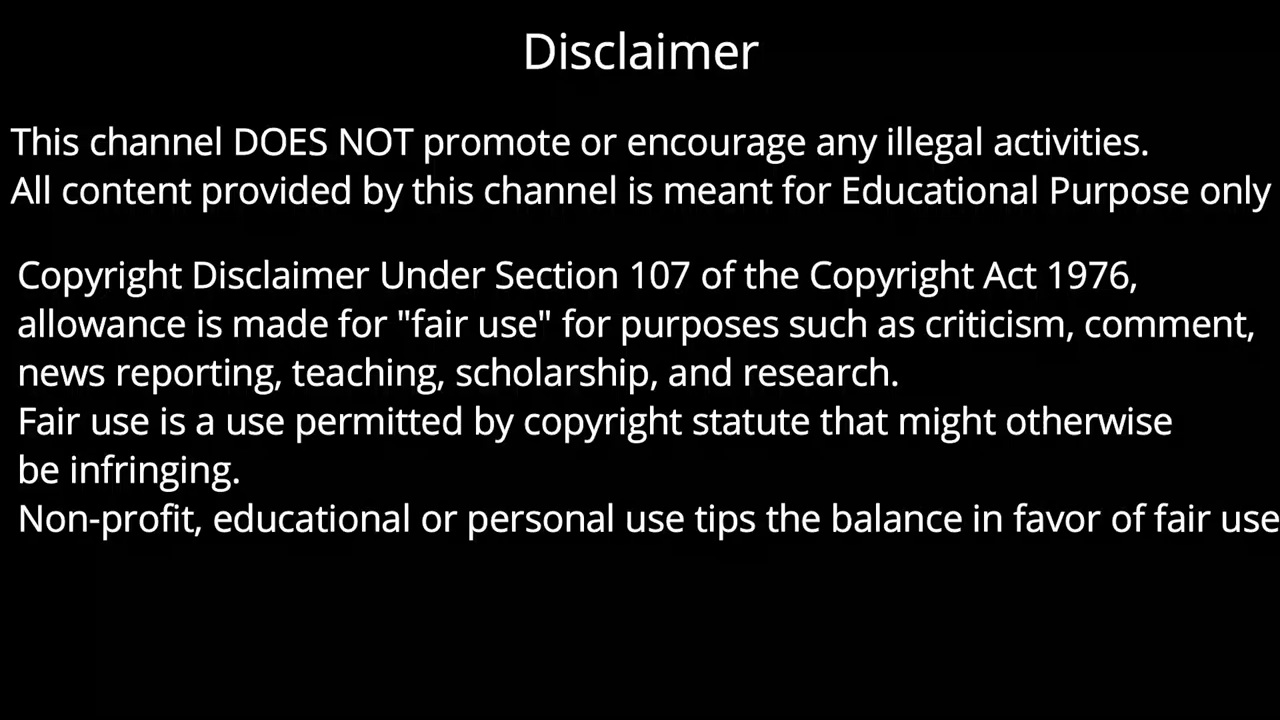 Disclaimer
This channel DOES NOT promote or encourage any illegal activities.
All content provided by this channel is meant for Educational Purpose only
Copyright Disclaimer Under Section 107 of the Copyright Act 1976,
allowance is made for "fair use" for purposes such as criticism, comment,
news reporting, teaching, scholarship, and research.
Fair use is a use permitted by copyright statute that might otherwise
be infringing.
Non-profit, educational or personal use tips the balance in favor of fair use